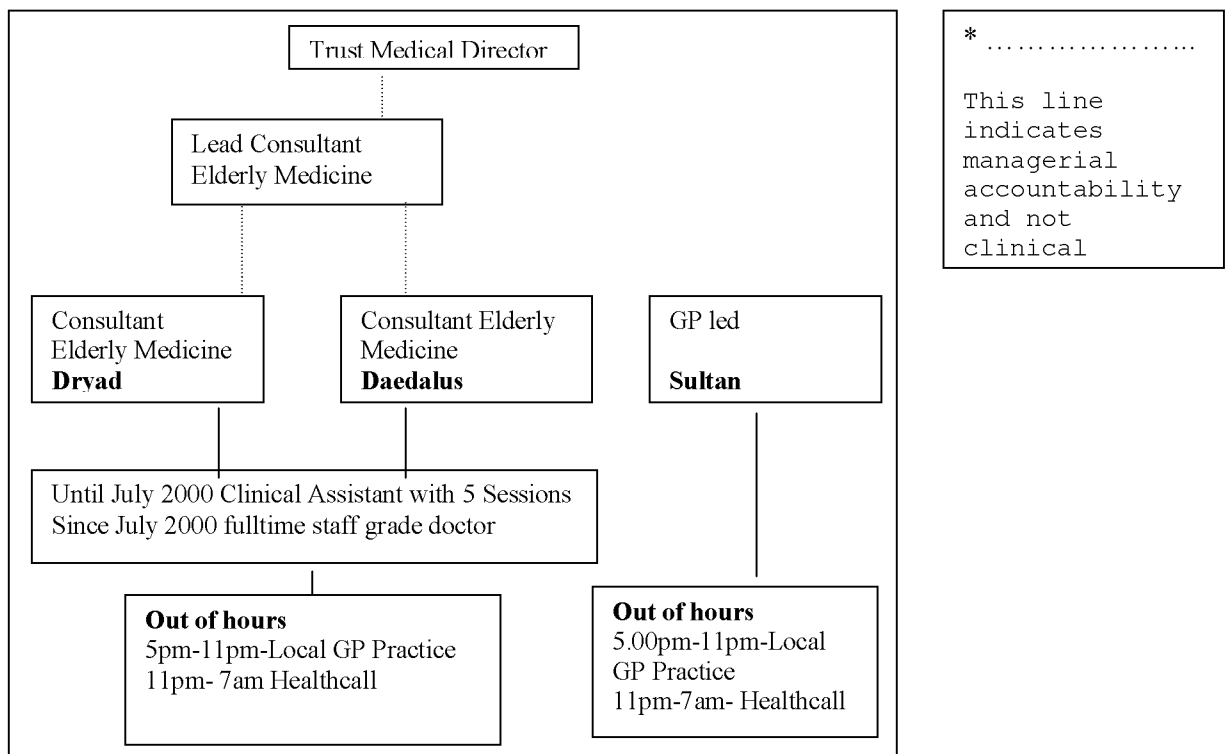 Trust Medical Director
Lead Consultant
Elderly Medicine
Consultant
Elderly Medicine
Dryad
Consultant Elderly
Medicine
Daedalus
GP led
Sultan
Until July 2000 Clinical Assistant with 5 Sessions
Since July 2000 fulltime staff grade doctor
Out of hours
5pm-11pm-Local GP Practice
11pm- 7am Healthcall
Out of hours
5.00pm-11pm-Local
GP Practice
11pm-7am- Healthcall
* …………………...
This line
indicates
managerial
accountability
and not
clinical